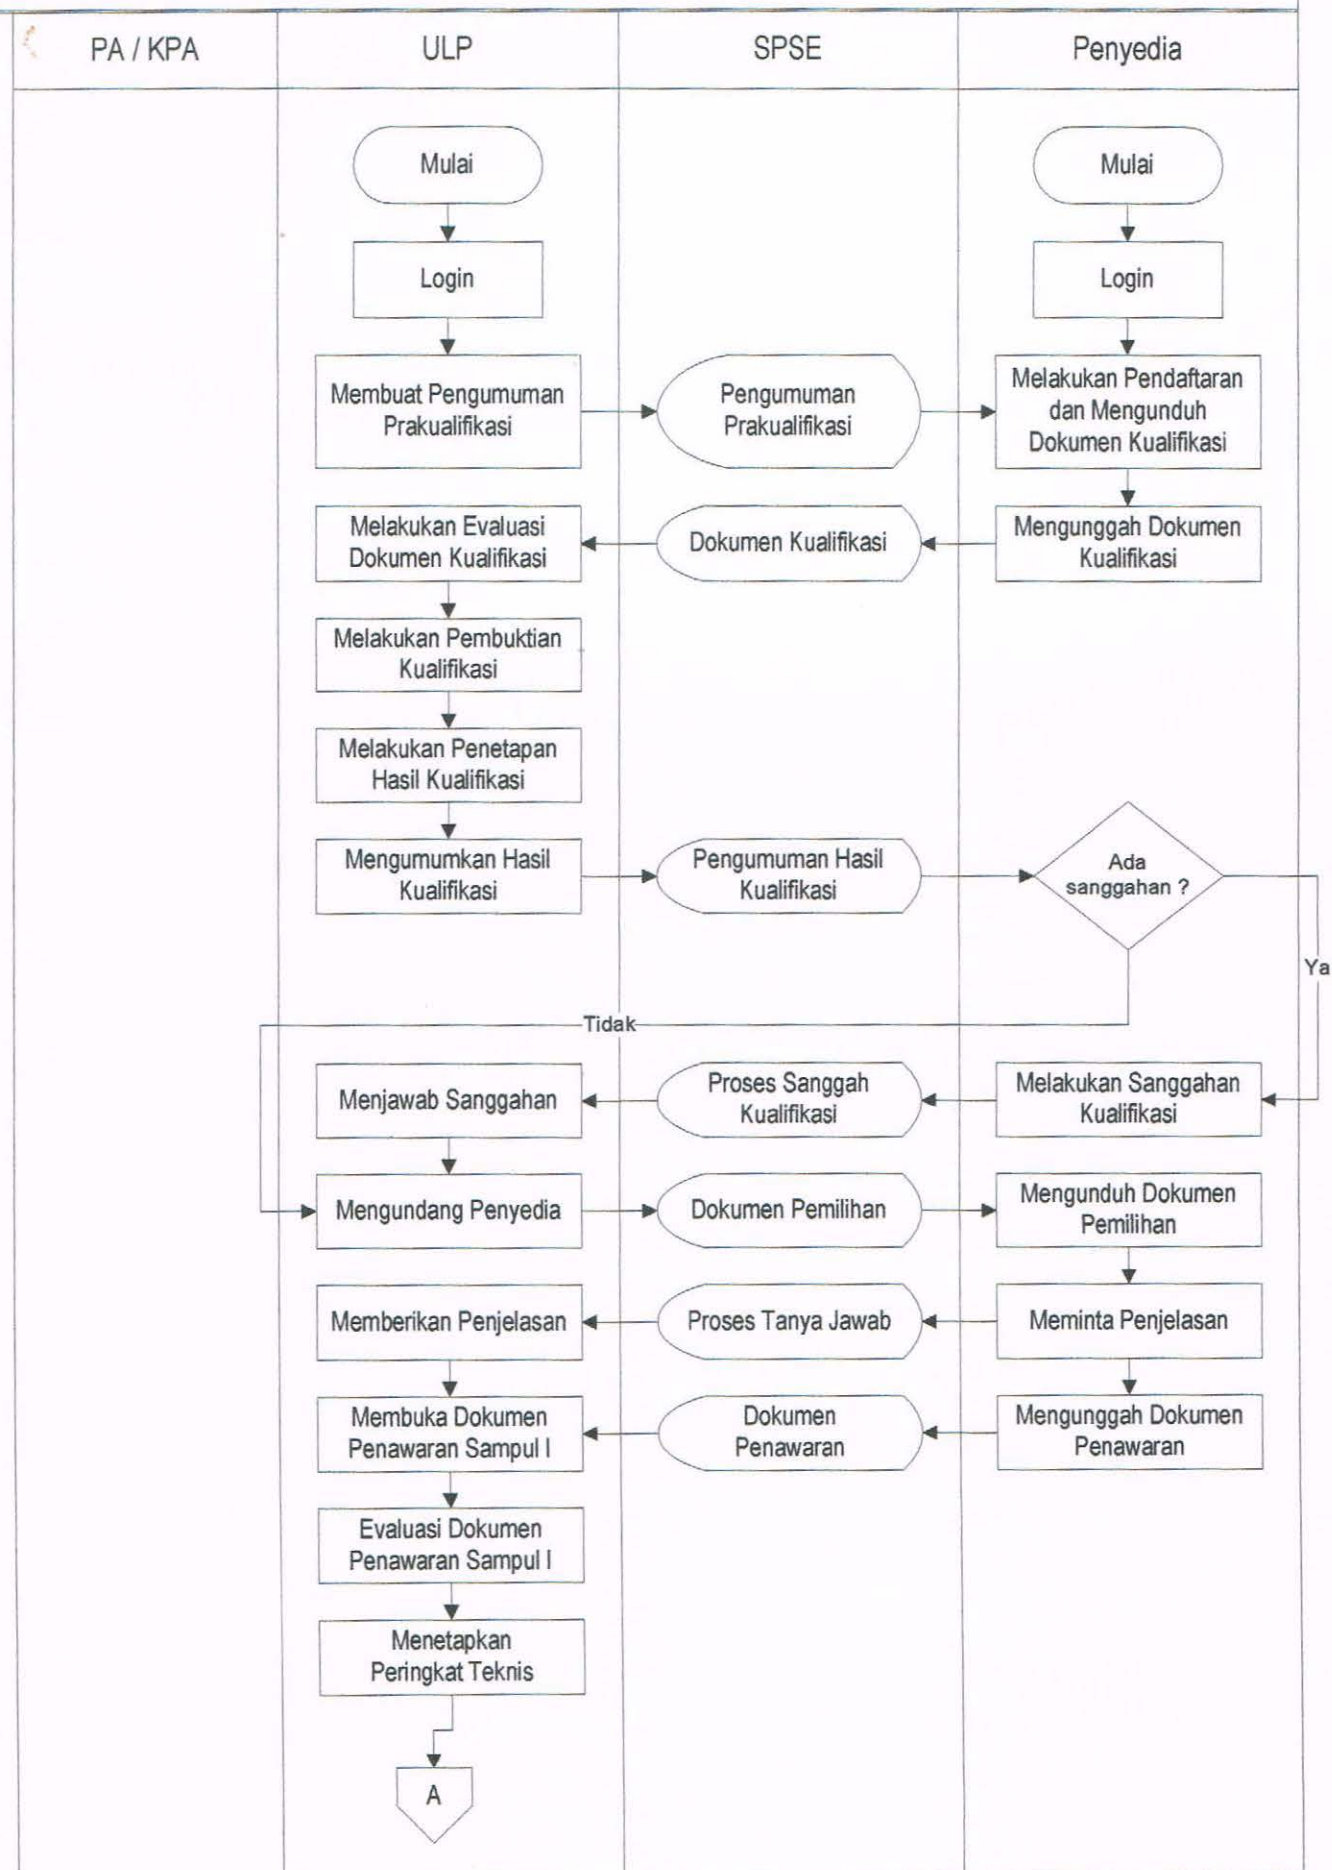 PA / KPA
ULP
SPSE
Penyedia
Mulai
Mulai
Login
Login
Membuat Pengumuman
Prakualifikasi
Pengumuman
Prakualifikasi
Melakukan Pendaftaran
dan Mengunduh
Dokumen Kualifikasi
Melakukan Evaluasi
Dokumen Kualifikasi
Dokumen Kualifikasi
Mengunggah Dokumen
Kualifikasi
Melakukan Pembuktian
Kualifikasi
Melakukan Penetapan
Hasil Kualifikasi
Mengumumkan Hasil
Kualifikasi
Pengumuman Hasil
Kualifikasi
Ada
sanggahan ?
Ya
Tidak
Menjawab Sanggahan
Proses Sanggah
Kualifikasi
Melakukan Sanggahan
Kualifikasi
Mengundang Penyedia
Dokumen Pemilihan
Mengunduh Dokumen
Pemilihan
Memberikan Penjelasan
Proses Tanya Jawab
Meminta Penjelasan
Membuka Dokumen
Penawaran Sampul I
Dokumen
Penawaran
Mengunggah Dokumen
Penawaran
Evaluasi Dokumen
Penawaran Sampul I
Menetapkan
Peringkat Teknis
A